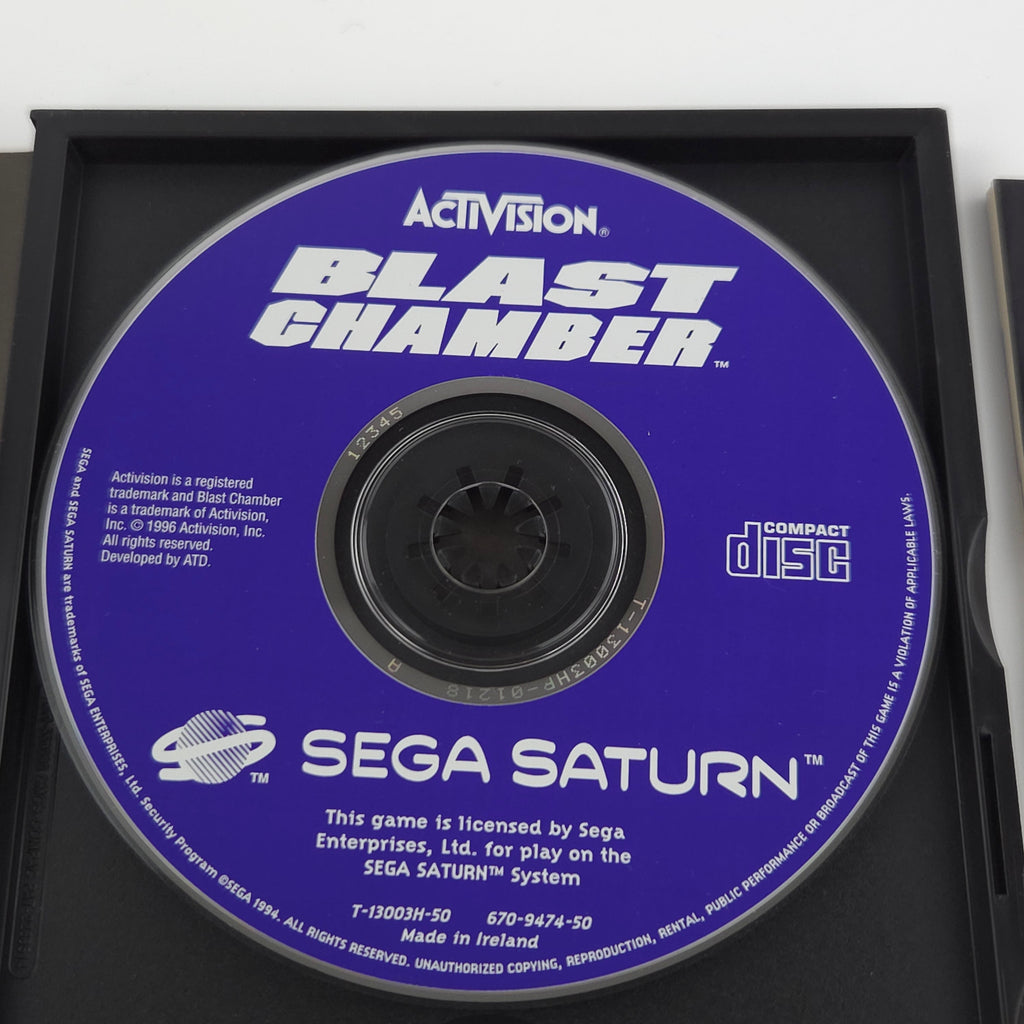 ACTIVISION®
BLAST
CHAMBER™
12345
Activision is a registered
trademark and Blast Chamber
is a trademark of Activision,
Inc. © 1996 Activision, Inc.
All rights reserved.
Developed by ATD.
COMPACT
disc
T-13003HP-01218
A
SEGA SATURN™
TM
This game is licensed by Sega
Enterprises, Ltd. for play on the
SEGA SATURN™ System
T-13003H-50 670-9474-50
Made in Ireland
SEGA and SEGA SATURN are trademarks of SEGA ENTERPRISES, Ltd. Security Program ©SEGA 1994. ALL RIGHTS RESERVED. UNAUTHORIZED COPYING, REPRODUCTION, RENTAL, PUBLIC PERFORMANCE OR BROADCAST OF THIS GAME IS A VIOLATION OF APPLICABLE LAWS.